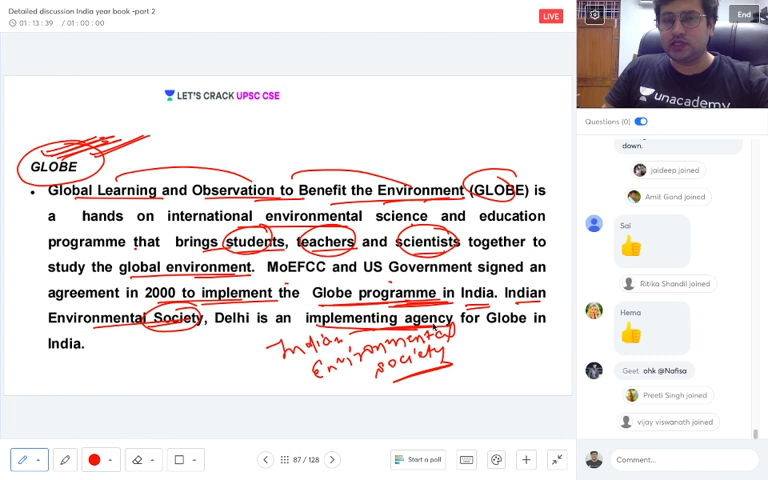 Detailed discussion India year book -part 2
01:13:39 / 01:00:00
LIVE
End
LET'S CRACK UPSC CSE
unacademy
Questions (0)
down.
jaideep joined
Amit Gond joined
Sai
Ritika Shandil joined
Hema
Geet ohk @Nafisa
Preeti Singh joined
vijay viswanath joined
GLOBE
• Global Learning and Observation to Benefit the Environment (GLOBE) is
a hands on international environmental science and education
programme that brings students, teachers and scientists together to
study the global environment. MoEFCC and US Government signed an
agreement in 2000 to implement the Globe programme in India. Indian
Environmental Society, Delhi is an implementing agency for Globe in
India.
Indian
Environmental
society
87 / 128
Start a poll
Comment...